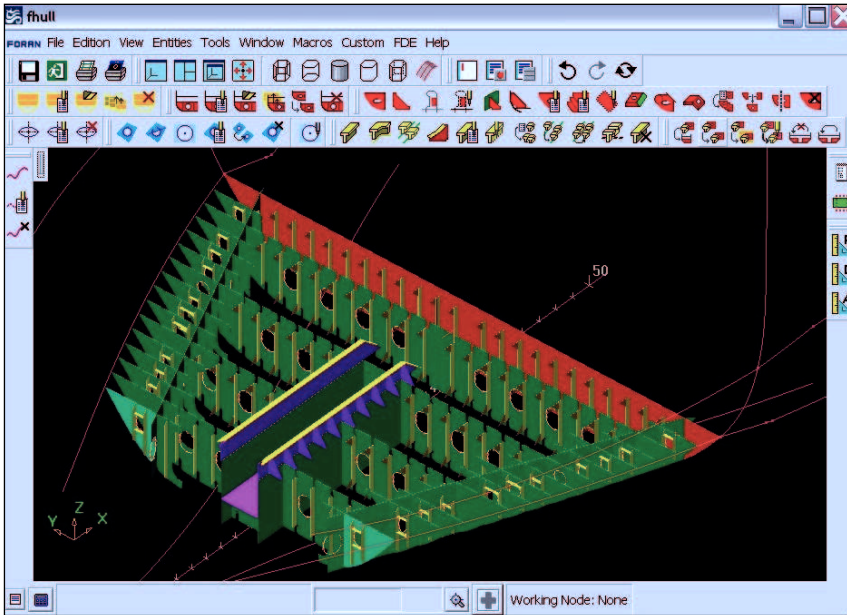 fhull
FORAN File Edition View Entities Tools Window Macros Custom FDE Help
50
Z
Y X
Working Node: None